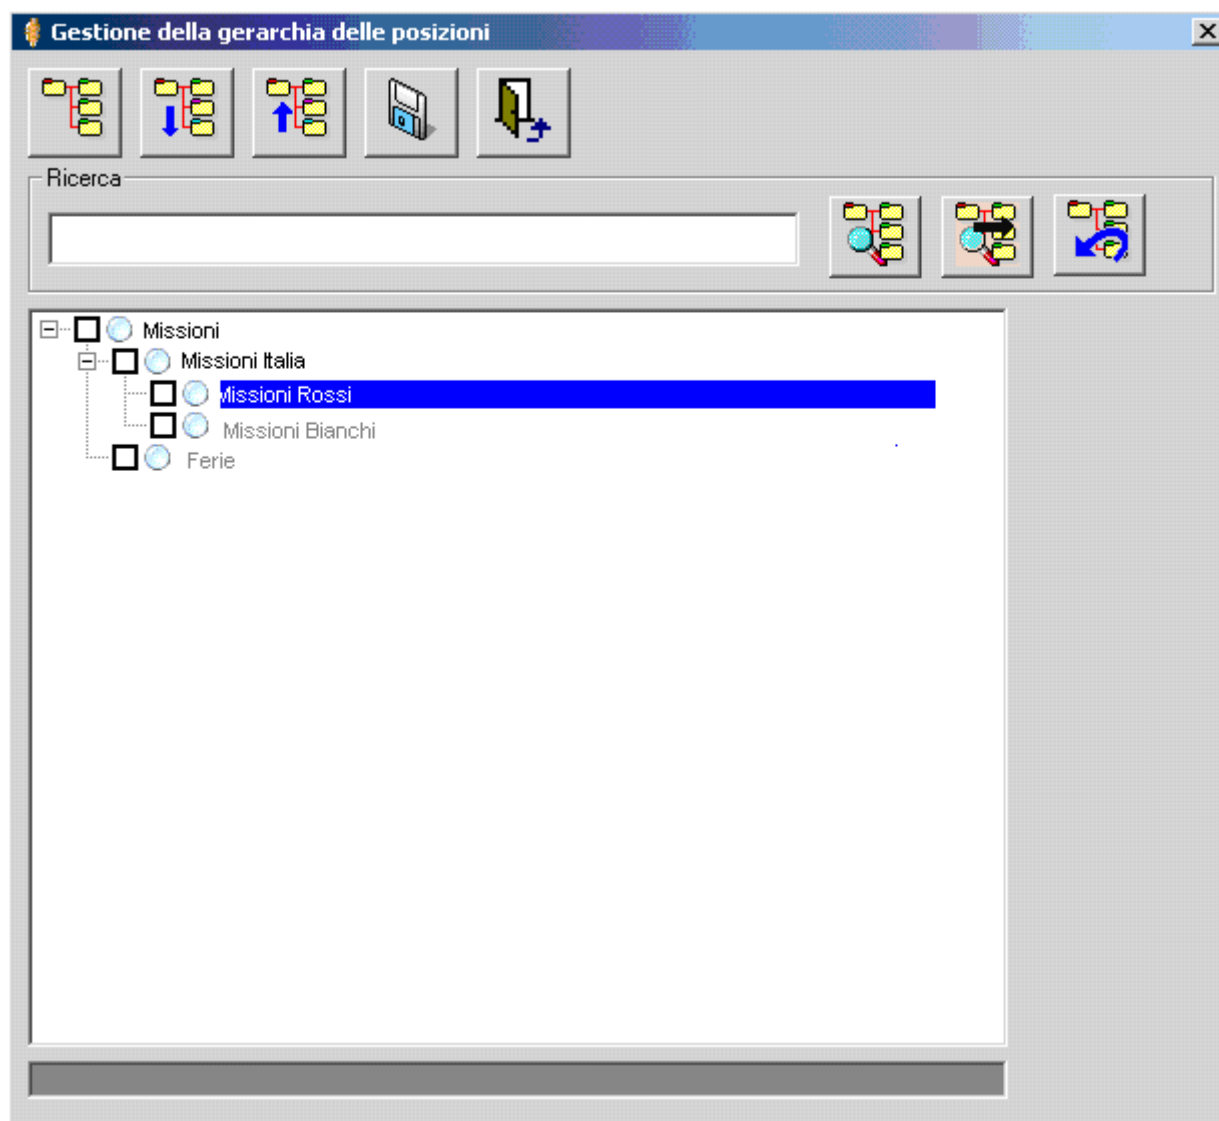 Gestione della gerarchia delle posizioni
Ricerca
Missioni
Missioni Italia
Missioni Rossi
Missioni Bianchi
Ferie